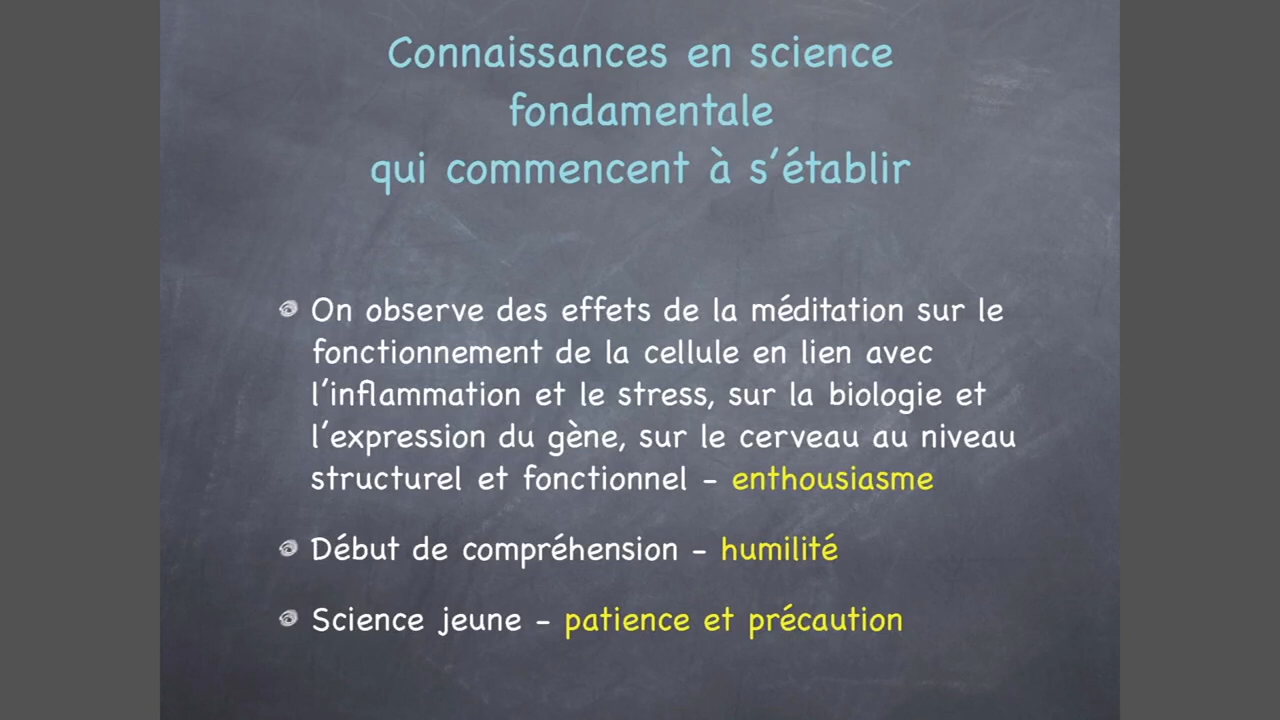 Connaissances en science
fondamentale
qui commencent à s'établir
On observe des effets de la méditation sur le
fonctionnement de la cellule en lien avec
l'inflammation et le stress, sur la biologie et
l'expression du gène, sur le cerveau au niveau
structurel et fonctionnel - enthousiasme
Début de compréhension - humilité
Science jeune - patience et précaution